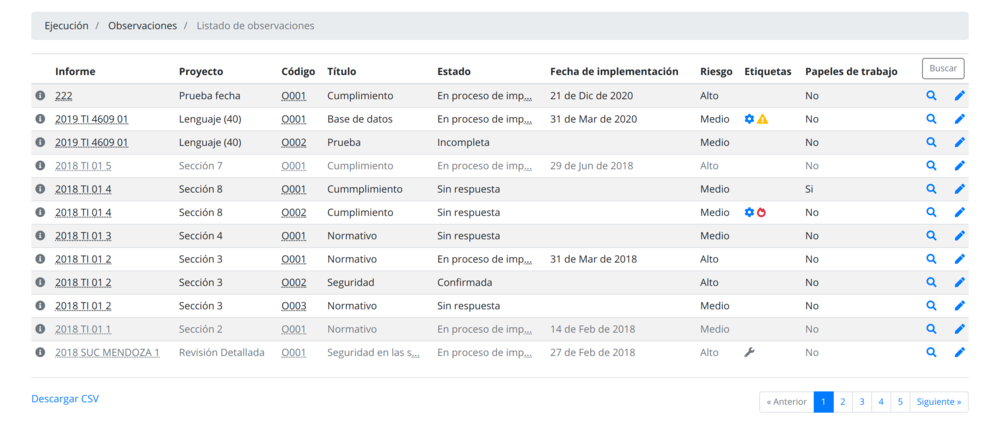 Ejecución / Observaciones / Listado de observaciones
Informe Proyecto Código Título Estado Fecha de implementación Riesgo Etiquetas Papeles de trabajo Buscar
222 Prueba fecha O001 Cumplimiento En proceso de imp... 21 de Dic de 2020 Alto No
2019 TI 4609 01 Lenguaje (40) O001 Base de datos En proceso de imp... 31 de Mar de 2020 Medio No
2019 TI 4609 01 Lenguaje (40) O002 Prueba Incompleta Medio No
2018 TI 01 5 Sección 7 O001 Cumplimiento En proceso de imp... 29 de Jun de 2018 Alto No
2018 TI 01 4 Sección 8 O001 Cummplimiento Sin respuesta Medio Si
2018 TI 01 4 Sección 8 O002 Cumplimiento Sin respuesta Medio No
2018 TI 01 3 Sección 4 O001 Normativo Sin respuesta Medio No
2018 TI 01 2 Sección 3 O001 Normativo En proceso de imp... 31 de Mar de 2018 Alto No
2018 TI 01 2 Sección 3 O002 Seguridad Confirmada Alto No
2018 TI 01 2 Sección 3 O003 Normativo Sin respuesta Medio No
2018 TI 01 1 Sección 2 O001 Normativo En proceso de imp... 14 de Feb de 2018 Medio No
2018 SUC MENDOZA 1 Revisión Detallada O001 Seguridad en las s... En proceso de imp... 27 de Feb de 2018 Alto No
Descargar CSV « Anterior 1 2 3 4 5 Siguiente »